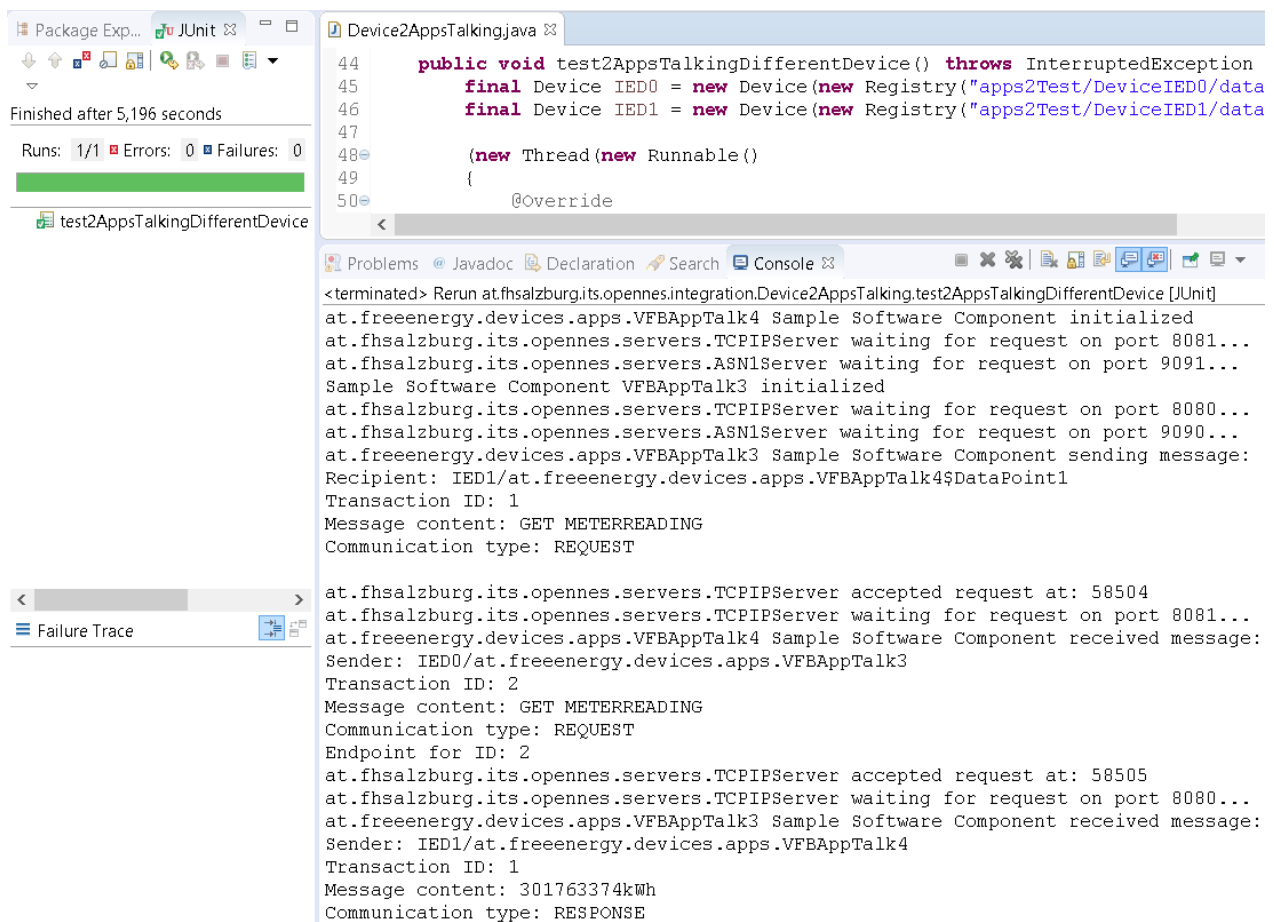 Package Exp... JUnit
Finished after 5,196 seconds
Runs: 1/1 Errors: 0 Failures: 0
test2AppsTalkingDifferentDevice
Failure Trace
Device2AppsTalking.java
44 public void test2AppsTalkingDifferentDevice() throws InterruptedException
45 final Device IED0 = new Device(new Registry("apps2Test/DeviceIED0/data
46 final Device IED1 = new Device(new Registry("apps2Test/DeviceIED1/data
47
48 (new Thread(new Runnable()
49 {
50 @Override
Problems @ Javadoc Declaration Search Console
<terminated> Rerun at.fhsalzburg.its.opennes.integration.Device2AppsTalking.test2AppsTalkingDifferentDevice [JUnit]
at.freeenergy.devices.apps.VFBAppTalk4 Sample Software Component initialized
at.fhsalzburg.its.opennes.servers.TCPIPServer waiting for request on port 8081...
at.fhsalzburg.its.opennes.servers.ASN1Server waiting for request on port 9091...
Sample Software Component VFBAppTalk3 initialized
at.fhsalzburg.its.opennes.servers.TCPIPServer waiting for request on port 8080...
at.fhsalzburg.its.opennes.servers.ASN1Server waiting for request on port 9090...
at.freeenergy.devices.apps.VFBAppTalk3 Sample Software Component sending message:
Recipient: IED1/at.freeenergy.devices.apps.VFBAppTalk4$DataPoint1
Transaction ID: 1
Message content: GET METERREADING
Communication type: REQUEST
at.fhsalzburg.its.opennes.servers.TCPIPServer accepted request at: 58504
at.fhsalzburg.its.opennes.servers.TCPIPServer waiting for request on port 8081...
at.freeenergy.devices.apps.VFBAppTalk4 Sample Software Component received message:
Sender: IED0/at.freeenergy.devices.apps.VFBAppTalk3
Transaction ID: 2
Message content: GET METERREADING
Communication type: REQUEST
Endpoint for ID: 2
at.fhsalzburg.its.opennes.servers.TCPIPServer accepted request at: 58505
at.fhsalzburg.its.opennes.servers.TCPIPServer waiting for request on port 8080...
at.freeenergy.devices.apps.VFBAppTalk3 Sample Software Component received message:
Sender: IED1/at.freeenergy.devices.apps.VFBAppTalk4
Transaction ID: 1
Message content: 301763374kWh
Communication type: RESPONSE